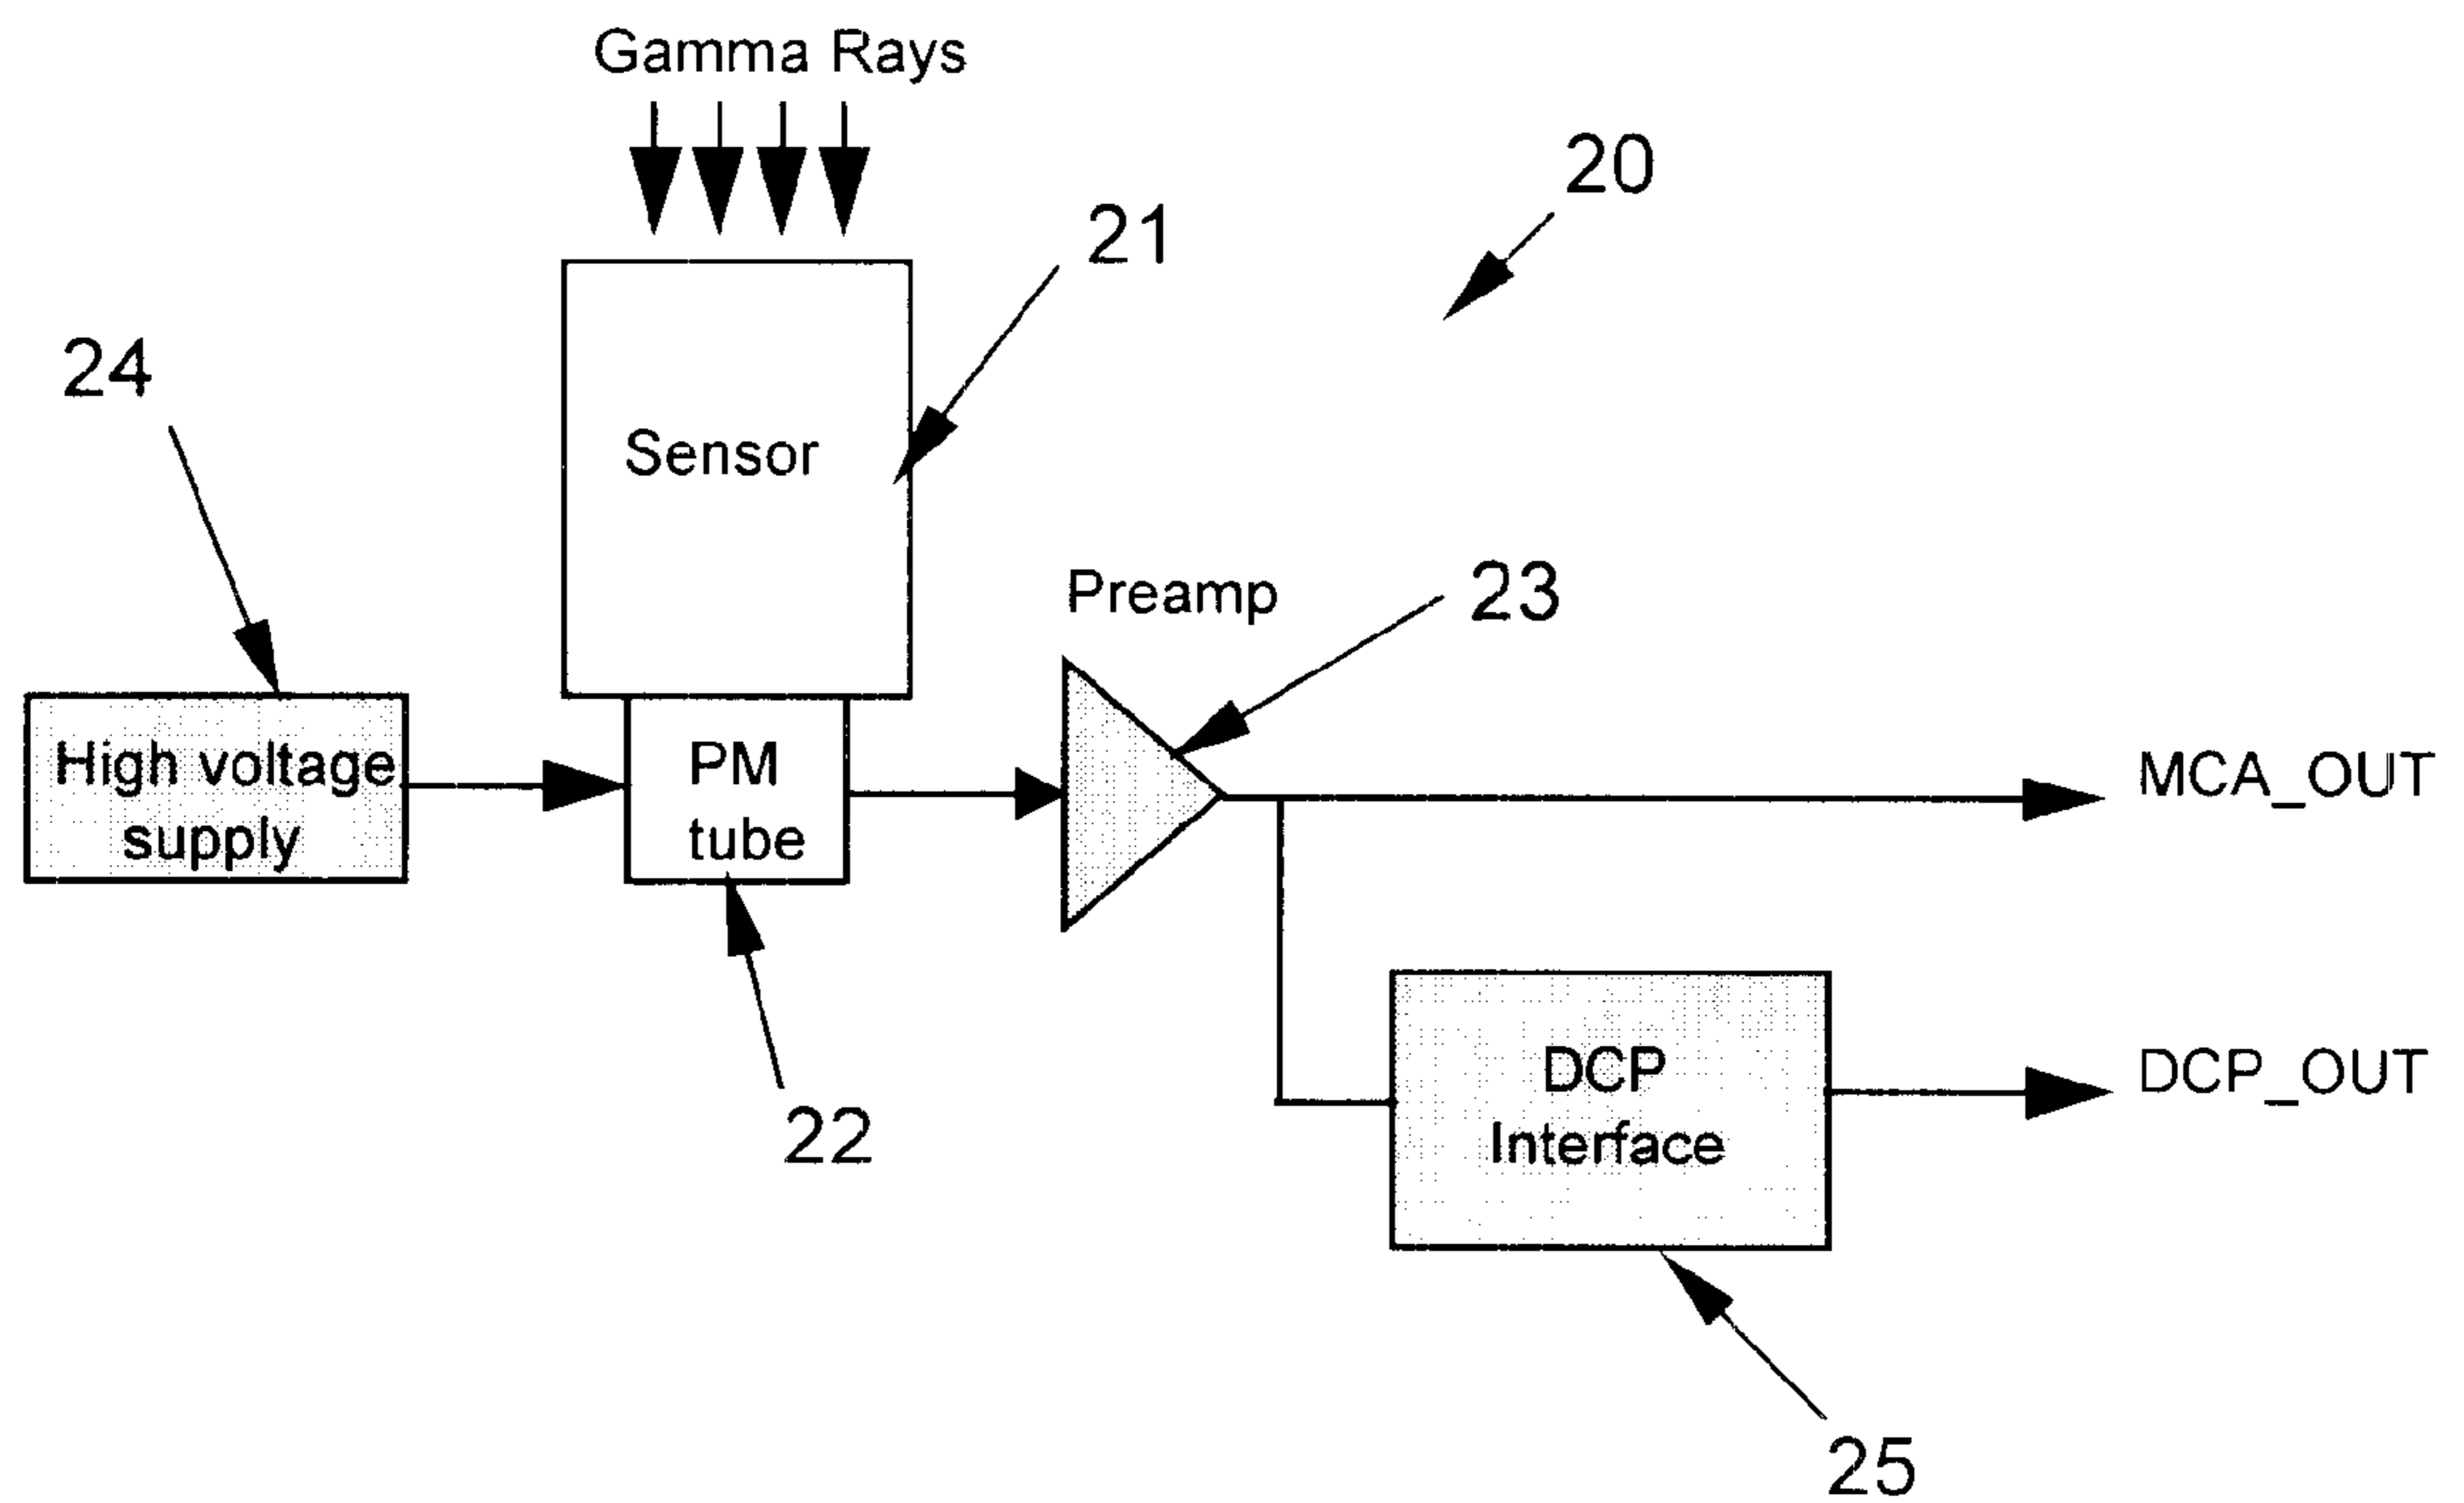 Gamma Rays
20
21
24
Sensor
Preamp
23
High voltage
supply
PM
tube
MCA_OUT
DCP
Interface
DCP_OUT
22
25